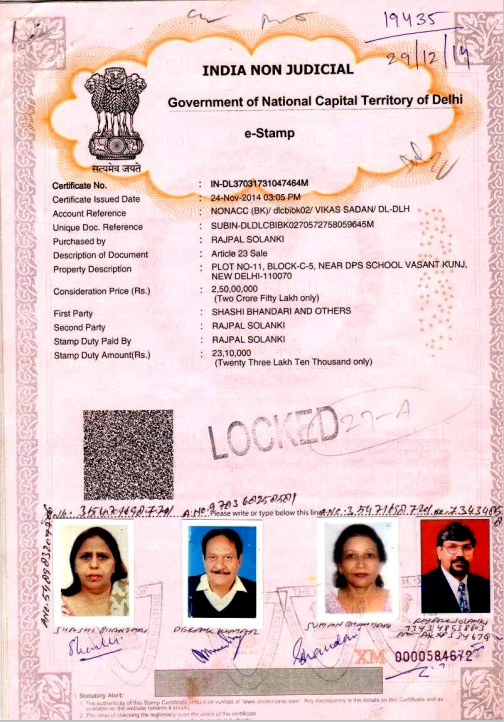 19435
29/12/14
INDIA NON JUDICIAL
Government of National Capital Territory of Delhi
e-Stamp
सत्यमेव जयते
Certificate No. : IN-DL37031731047464M
Certificate Issued Date : 24-Nov-2014 03:05 PM
Account Reference : NONACC (BK)/ dlcbibk02/ VIKAS SADAN/ DL-DLH
Unique Doc. Reference : SUBIN-DLDLCBIBK0270572758059645M
Purchased by : RAJPAL SOLANKI
Description of Document : Article 23 Sale
Property Description : PLOT NO-11, BLOCK-C-5, NEAR DPS SCHOOL VASANT KUNJ,
NEW DELHI-110070
Consideration Price (Rs.) : 2,50,00,000
(Two Crore Fifty Lakh only)
First Party : SHASHI BHANDARI AND OTHERS
Second Party : RAJPAL SOLANKI
Stamp Duty Paid By : RAJPAL SOLANKI
Stamp Duty Amount(Rs.) : 23,10,000
(Twenty Three Lakh Ten Thousand only)
LOCKED
27-A
Please write or type below this line
SHASHI BHANDARI
SUMAN BHANDARI
XM 0000584672
Statutory Alert: